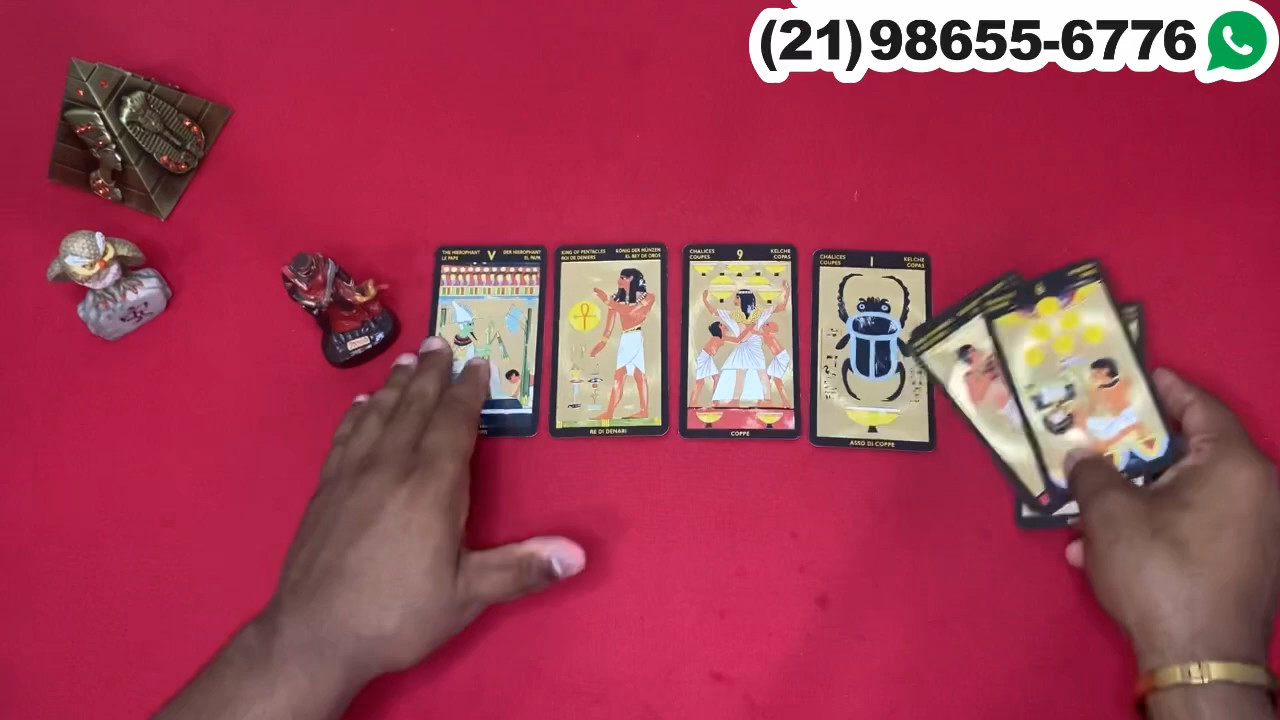 (21)98655-6776
THE HIEROPHANT
LE PAPE
V
DER HIEROPHANT
EL PAPA
KING OF PENTACLES
ROI DE DENIERS
KÖNIG DER MÜNZEN
EL REY DE OROS
CHALICES
COUPES
9
KELCHE
COPAS
CHALICES
COUPES
I
KELCHE
COPAS
RE DI DENARI
COPPE
ASSO DI COPPE